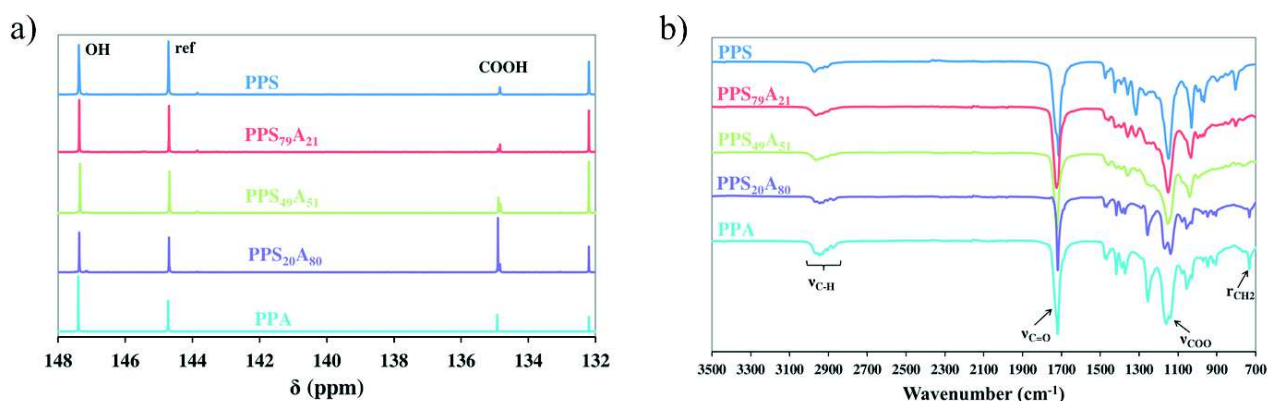 a)
OH
ref
COOH
PPS
PPS₇₉A₂₁
PPS₄₉A₅₁
PPS₂₀A₈₀
PPA
148 146 144 142 140 138 136 134 132
δ (ppm)
b)
PPS
PPS₇₉A₂₁
PPS₄₉A₅₁
PPS₂₀A₈₀
PPA
νC-H
νC=O
νCOO
rCH2
3500 3300 3100 2900 2700 2500 2300 2100 1900 1700 1500 1300 1100 900 700
Wavenumber (cm⁻¹)